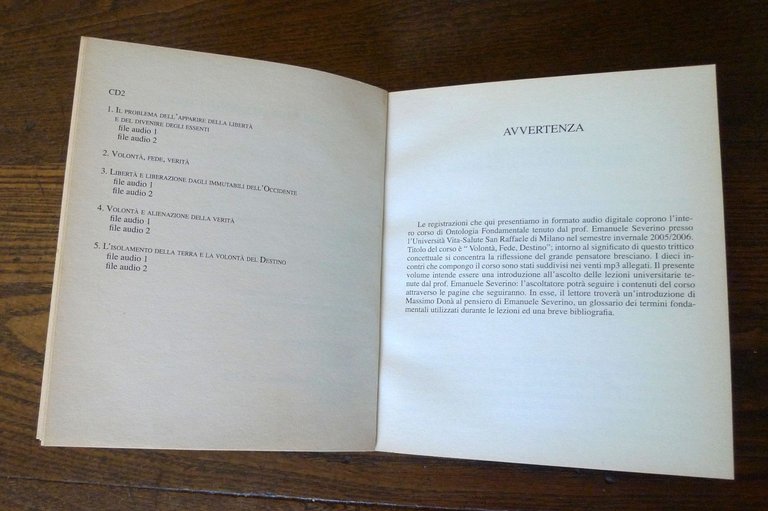 CD2
1. IL PROBLEMA DELL'APPARIRE DELLA LIBERTÀ
E DEL DIVENIRE DEGLI ESSENTI
file audio 1
file audio 2
2. VOLONTÀ, FEDE, VERITÀ
3. LIBERTÀ E LIBERAZIONE DAGLI IMMUTABILI DELL'OCCIDENTE
file audio 1
file audio 2
4. VOLONTÀ E ALIENAZIONE DELLA VERITÀ
file audio 1
file audio 2
5. L'ISOLAMENTO DELLA TERRA E LA VOLONTÀ DEL DESTINO
file audio 1
file audio 2
AVVERTENZA
Le registrazioni che qui presentiamo in formato audio digitale coprono l'inte-
ro corso di Ontologia Fondamentale tenuto dal prof. Emanuele Severino presso
l'Università Vita-Salute San Raffaele di Milano nel semestre invernale 2005/2006.
Titolo del corso è " Volontà, Fede, Destino"; intorno al significato di questo trittico
concettuale si concentra la riflessione del grande pensatore bresciano. I dieci in-
contri che compongo il corso sono stati suddivisi nei venti mp3 allegati. Il presente
volume intende essere una introduzione all'ascolto delle lezioni universitarie te-
nute dal prof. Emanuele Severino: l'ascoltatore potrà seguire i contenuti del corso
attraverso le pagine che seguiranno. In esse, il lettore troverà un'introduzione di
Massimo Donà al pensiero di Emanuele Severino, un glossario dei termini fonda-
mentali utilizzati durante le lezioni ed una breve bibliografia.